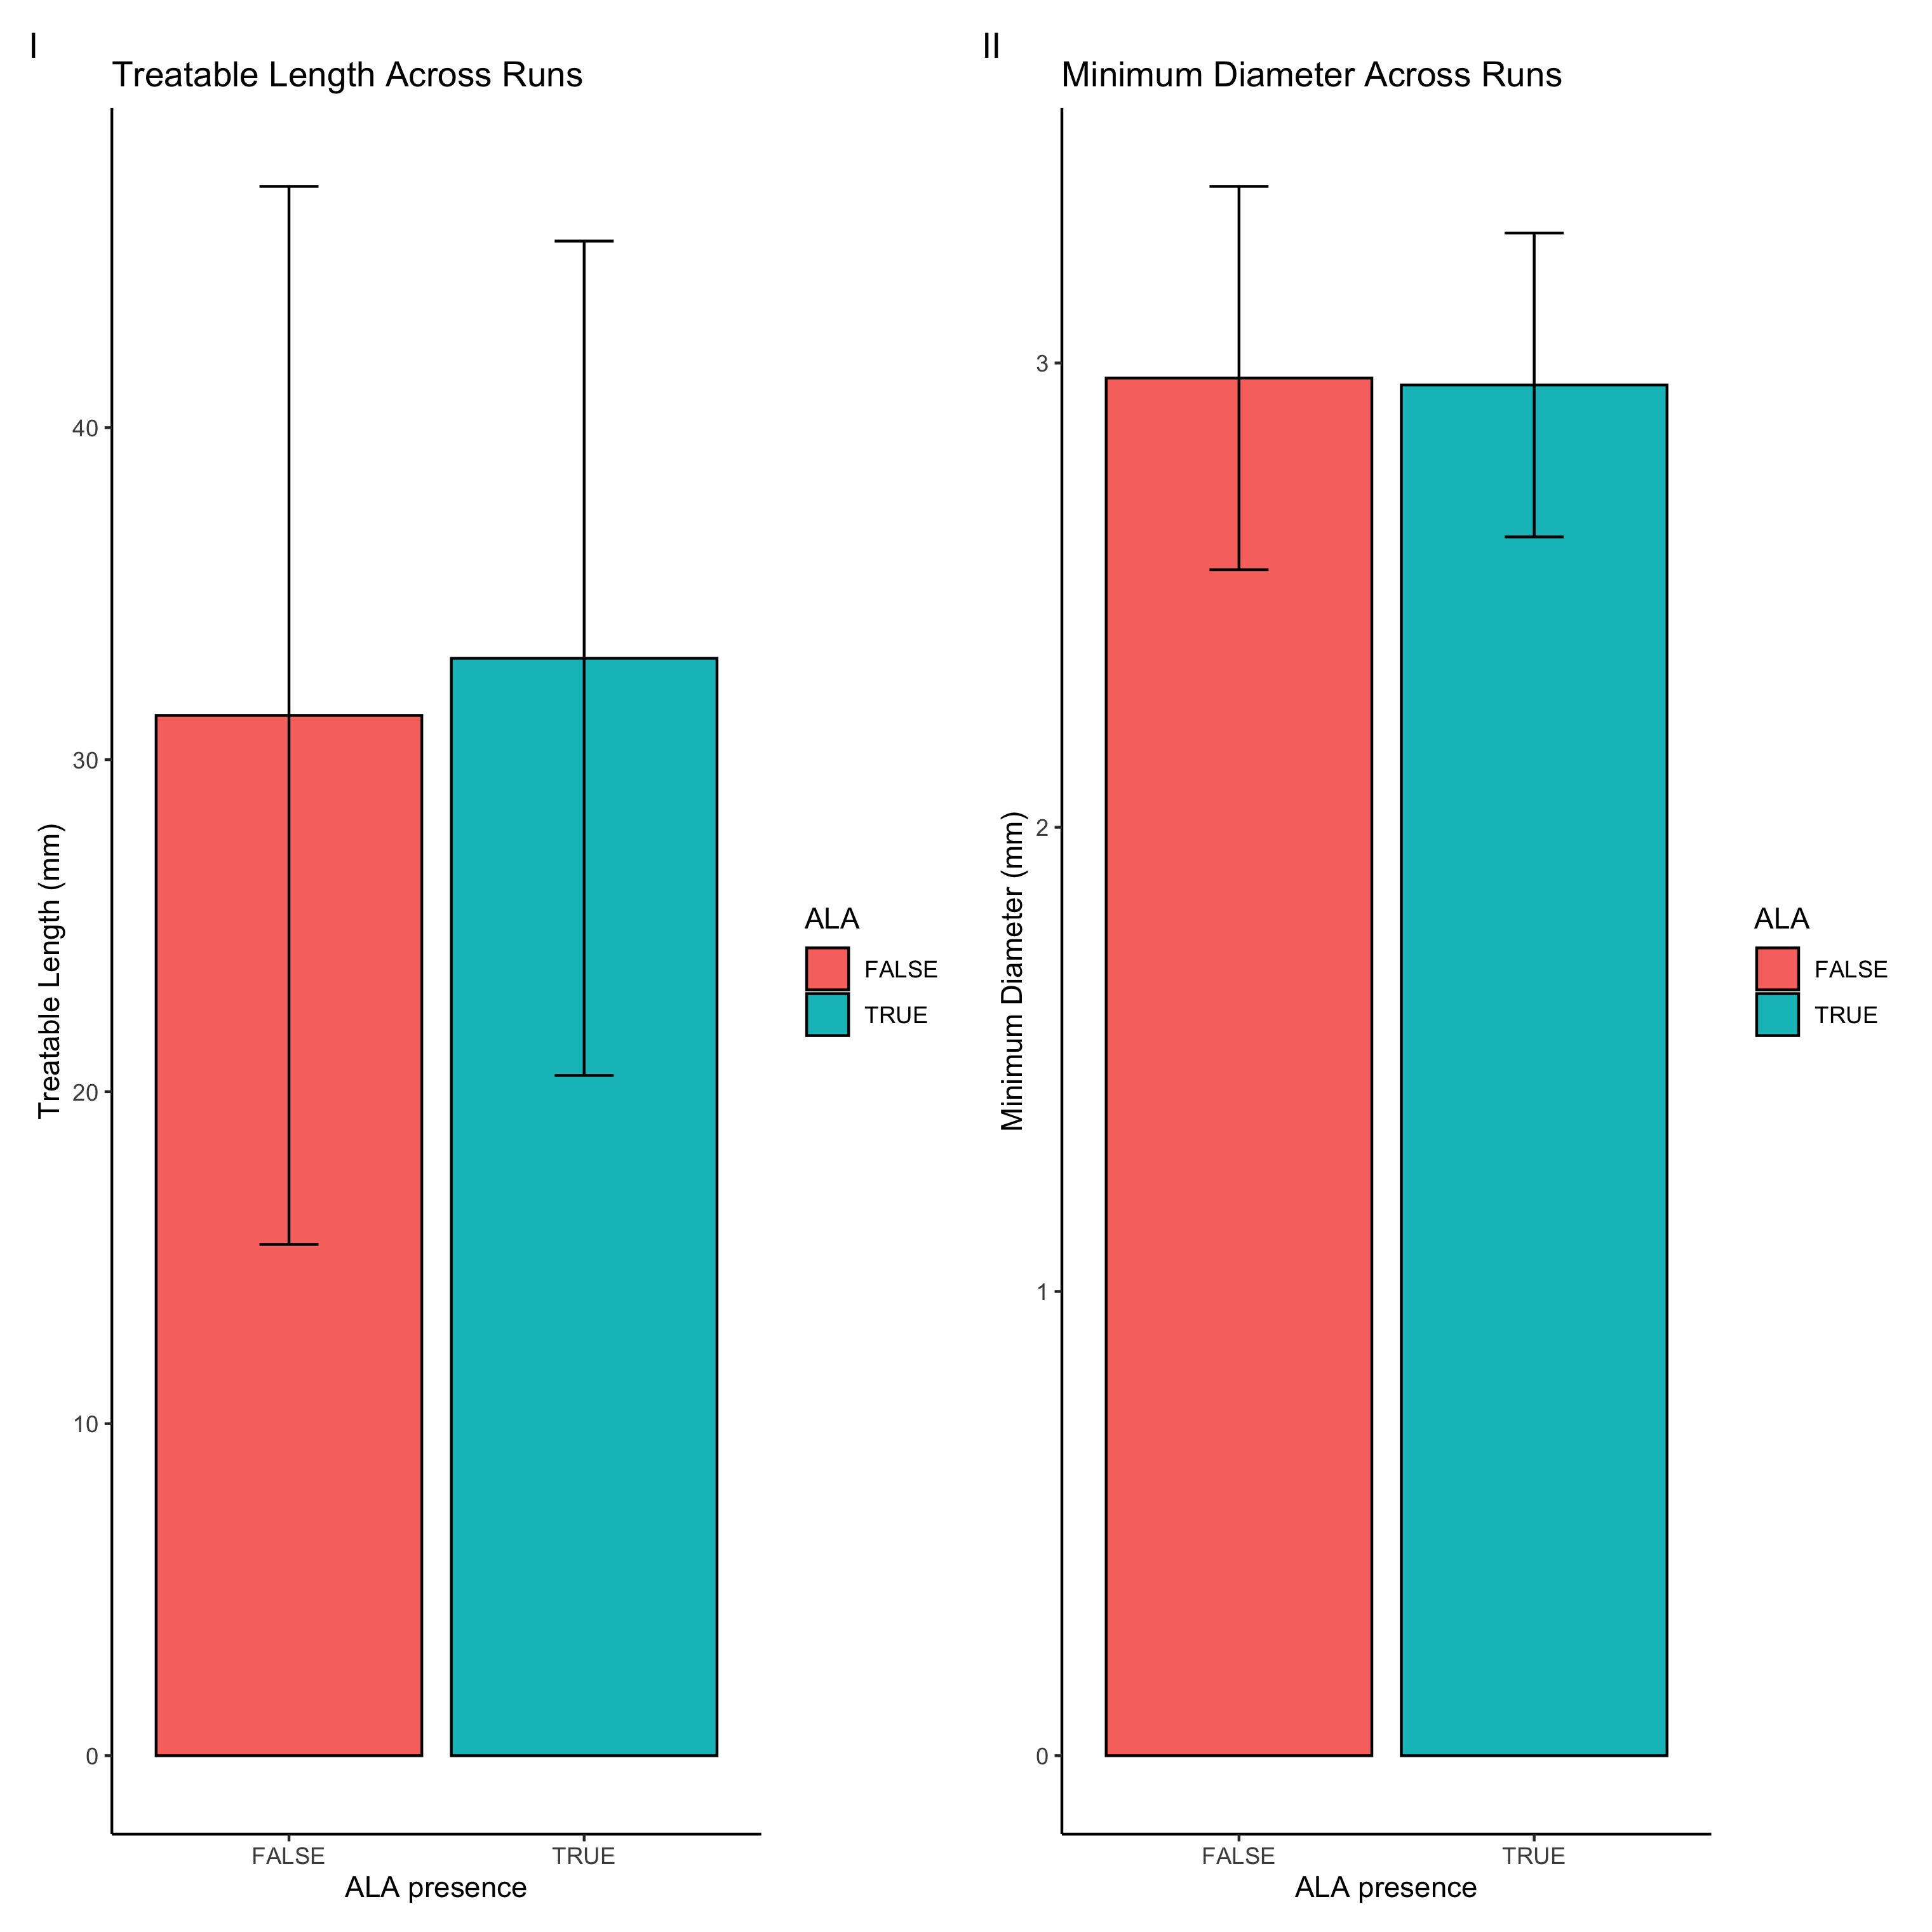 I
Treatable Length Across Runs
Treatable Length (mm)
40
30
20
10
0
FALSE
TRUE
ALA presence
ALA
FALSE
TRUE
II
Minimum Diameter Across Runs
Minimum Diameter (mm)
3
2
1
0
FALSE
TRUE
ALA presence
ALA
FALSE
TRUE